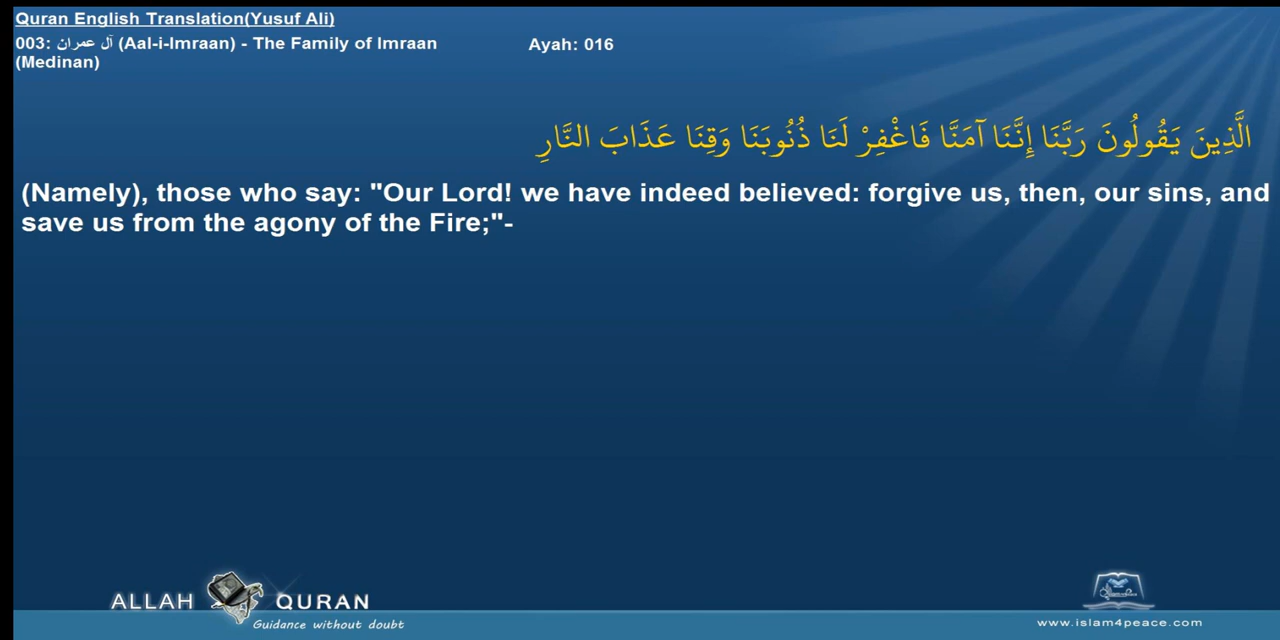 Quran English Translation(Yusuf Ali)
003: آل عمران (Aal-i-Imraan) - The Family of Imraan
(Medinan)
Ayah: 016
الَّذِينَ يَقُولُونَ رَبَّنَا إِنَّنَا آمَنَّا فَاغْفِرْ لَنَا ذُنُوبَنَا وَقِنَا عَذَابَ النَّارِ
(Namely), those who say: "Our Lord! we have indeed believed: forgive us, then, our sins, and
save us from the agony of the Fire;"-
ALLAH QURAN
Guidance without doubt
www.islam4peace.com